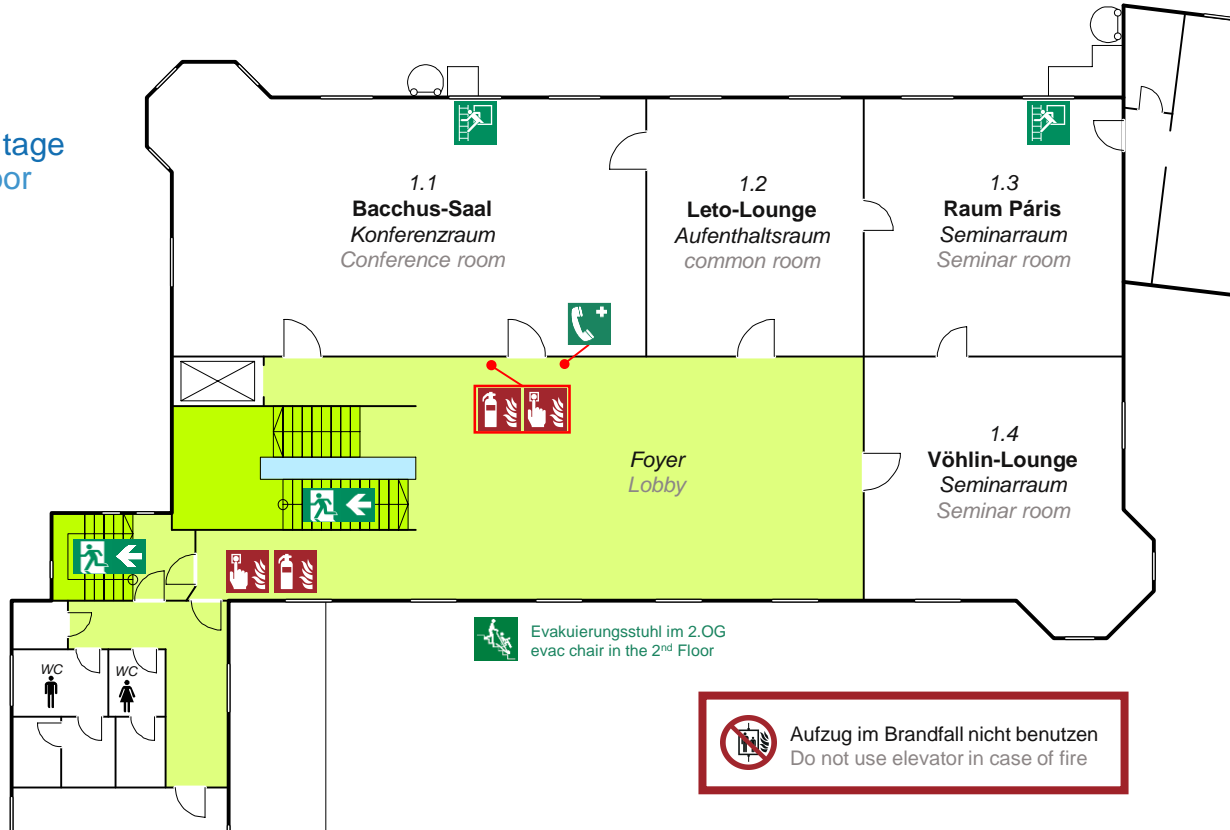 tage
oor
1.1
Bacchus-Saal
Konferenzraum
Conference room
1.2
Leto-Lounge
Aufenthaltsraum
common room
1.3
Raum Páris
Seminarraum
Seminar room
Foyer
Lobby
1.4
Vöhlin-Lounge
Seminarraum
Seminar room
WC
WC
Evakuierungsstuhl im 2.OG
evac chair in the 2nd Floor
Aufzug im Brandfall nicht benutzen
Do not use elevator in case of fire